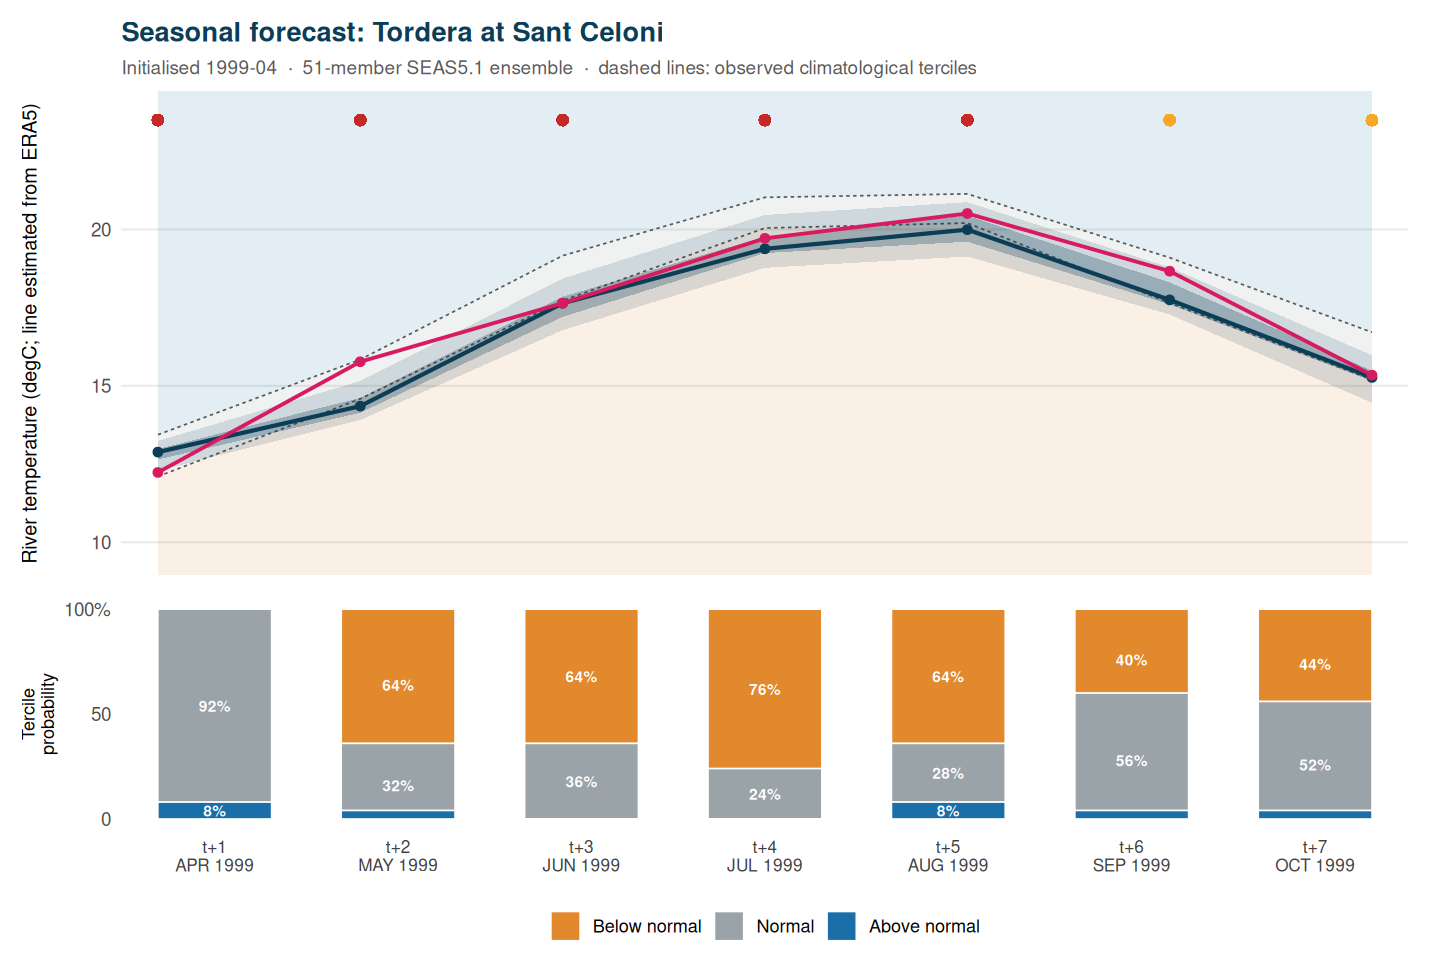 Seasonal forecast: Tordera at Sant Celoni
Initialised 1999-04 · 51-member SEAS5.1 ensemble · dashed lines: observed climatological terciles
River temperature (degC; line estimated from ERA5)
20
15
10
Tercile
probability
100%
50
0
92%
8%
64%
32%
64%
36%
76%
24%
64%
28%
8%
40%
56%
44%
52%
t+1
APR 1999
t+2
MAY 1999
t+3
JUN 1999
t+4
JUL 1999
t+5
AUG 1999
t+6
SEP 1999
t+7
OCT 1999
Below normal
Normal
Above normal